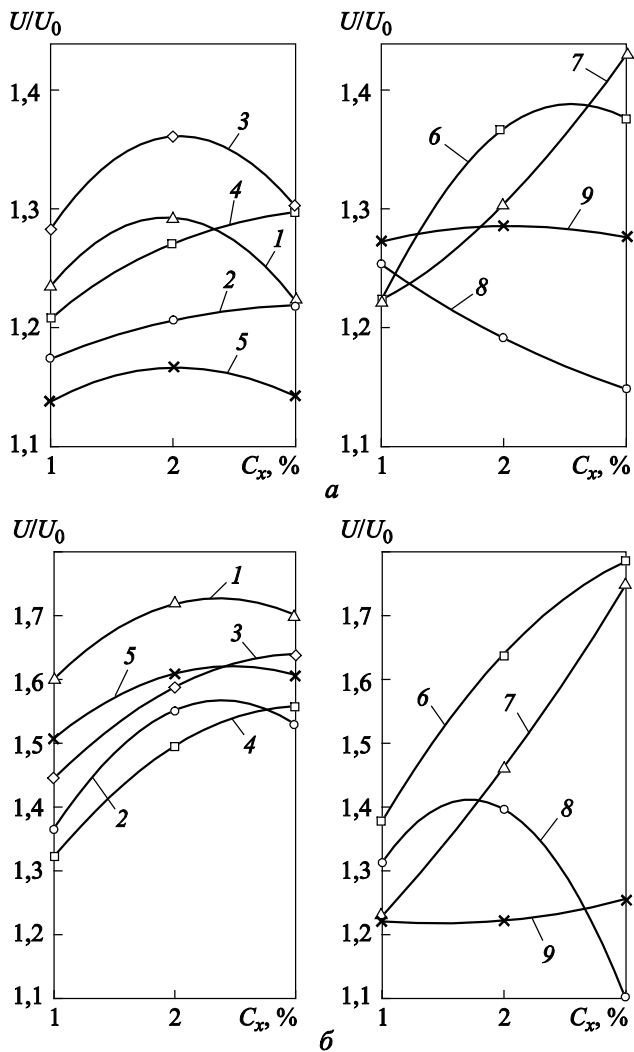 U/U₀ U/U₀
1,4 1,4
1,3 1,3
1,2 1,2
1,1 1,1
3 4 1 2 5
7 6 9 8
1 2 Cₓ, % 1 2 Cₓ, %
а
U/U₀ U/U₀
1,7 1,7
1,6 1,6
1,5 1,5
1,4 1,4
1,3 1,3
1,2 1,2
1,1 1,1
1 3 5 4 2
6 7 8 9
1 2 Cₓ, % 1 2 Cₓ, %
б